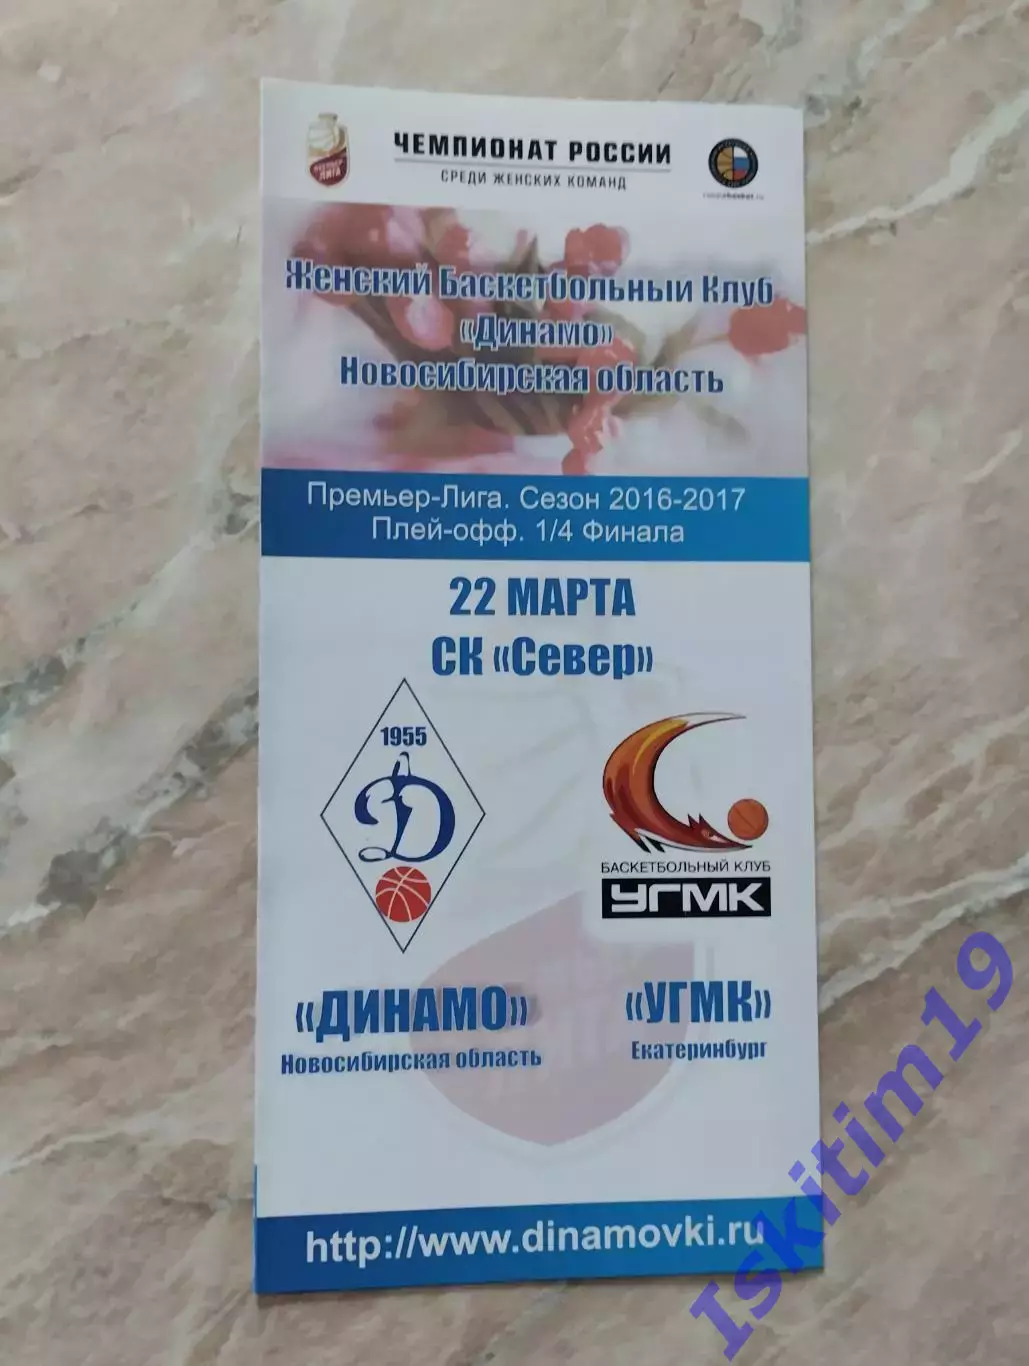 ПРЕМЬЕР
ЛИГА
ЧЕМПИОНАТ РОССИИ
СРЕДИ ЖЕНСКИХ КОМАНД
Женский Баскетбольный Клуб
«Динамо»
Новосибирская область
Премьер-Лига. Сезон 2016-2017
Плей-офф. 1/4 Финала
22 МАРТА
СК «Север»
1955
Д
БАСКЕТБОЛЬНЫЙ КЛУБ
УГМК
«ДИНАМО»
Новосибирская область
«УГМК»
Екатеринбург
http://www.dinamovki.ru
Iskitim19